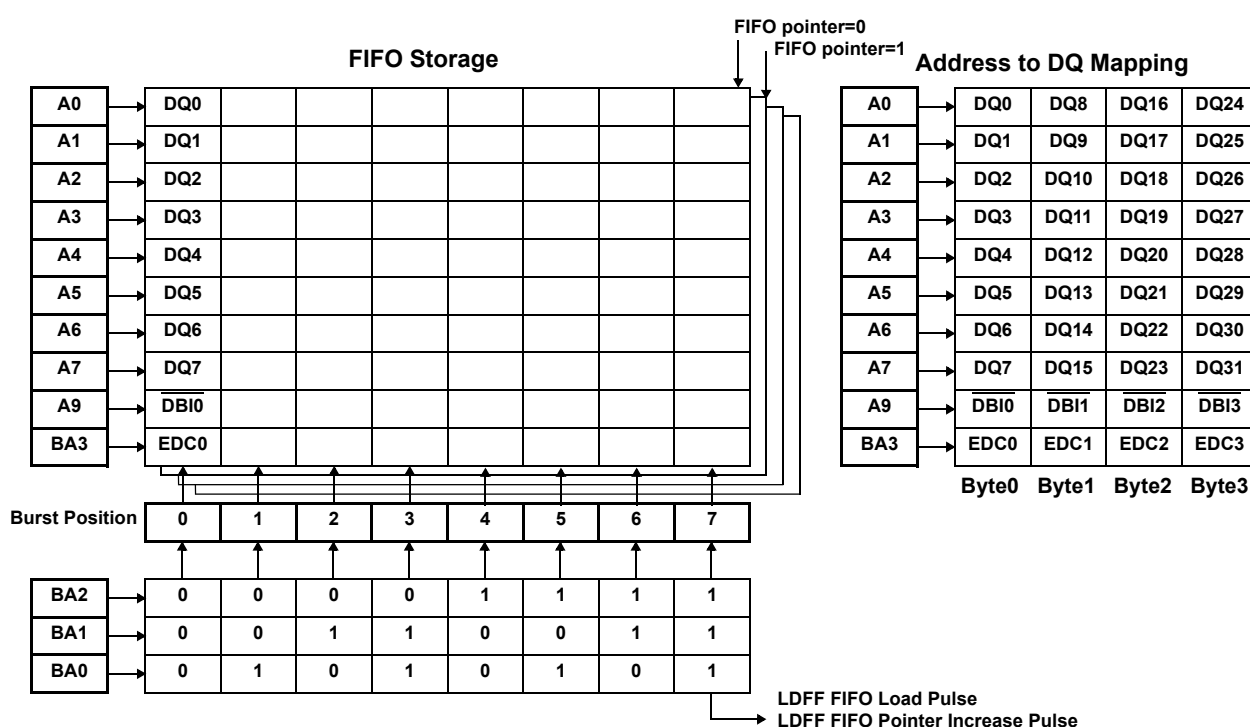 FIFO pointer=0
FIFO pointer=1
FIFO Storage
Address to DQ Mapping
A0 DQ0
A1 DQ1
A2 DQ2
A3 DQ3
A4 DQ4
A5 DQ5
A6 DQ6
A7 DQ7
A9 DBI0
BA3 EDC0
A0 DQ0 DQ8 DQ16 DQ24
A1 DQ1 DQ9 DQ17 DQ25
A2 DQ2 DQ10 DQ18 DQ26
A3 DQ3 DQ11 DQ19 DQ27
A4 DQ4 DQ12 DQ20 DQ28
A5 DQ5 DQ13 DQ21 DQ29
A6 DQ6 DQ14 DQ22 DQ30
A7 DQ7 DQ15 DQ23 DQ31
A9 DBI0 DBI1 DBI2 DBI3
BA3 EDC0 EDC1 EDC2 EDC3
Byte0 Byte1 Byte2 Byte3
Burst Position 0 1 2 3 4 5 6 7
BA2 0 0 0 0 1 1 1 1
BA1 0 0 1 1 0 0 1 1
BA0 0 1 0 1 0 1 0 1
LDFF FIFO Load Pulse
LDFF FIFO Pointer Increase Pulse